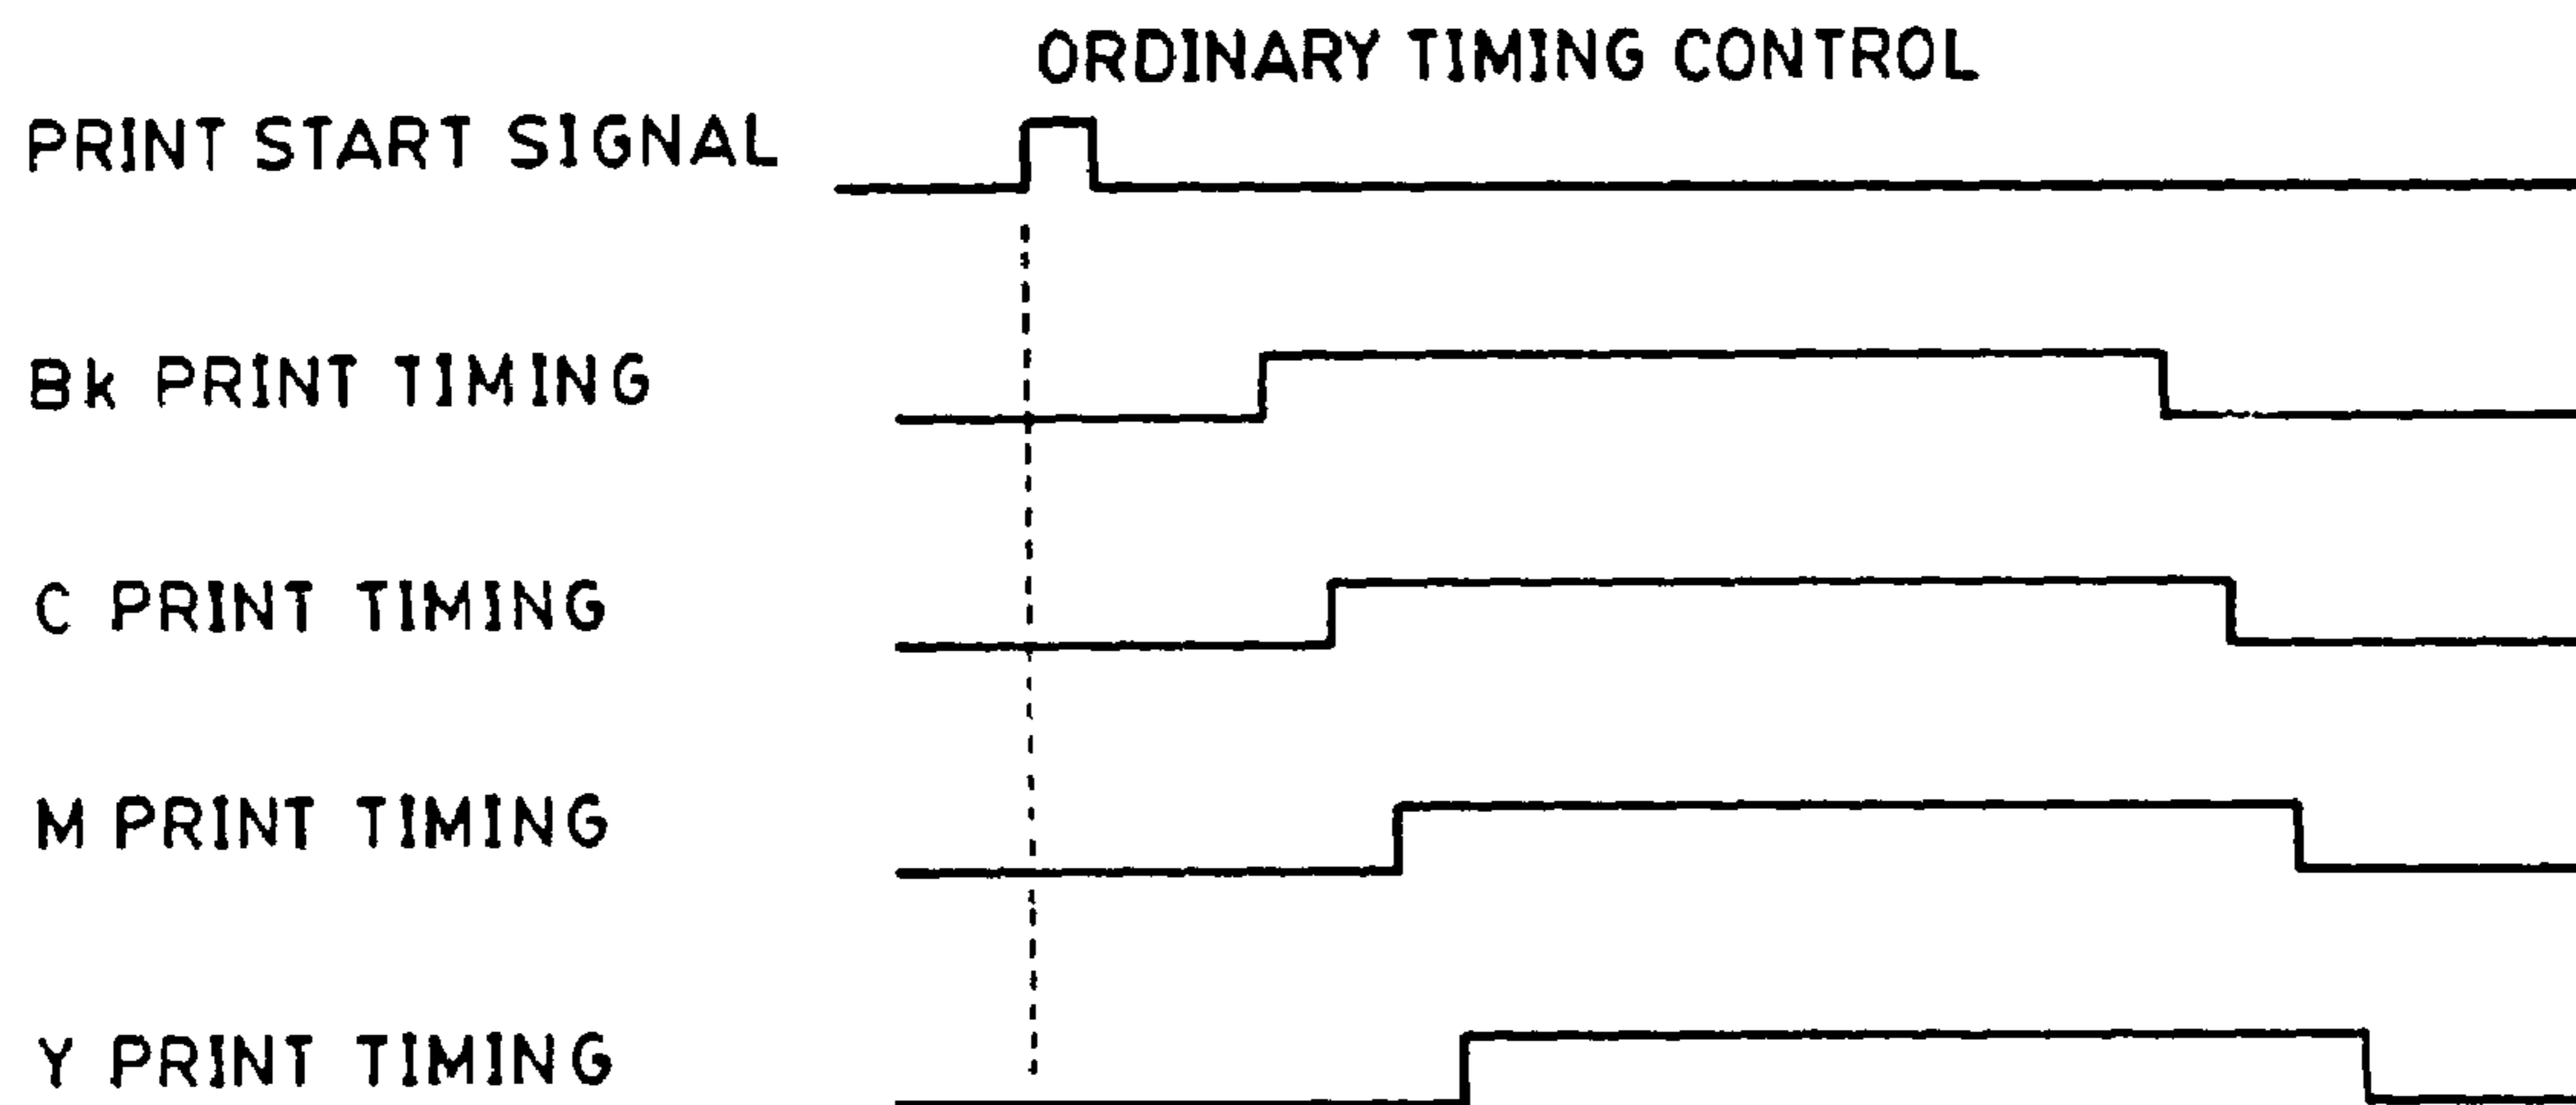 ORDINARY TIMING CONTROL
PRINT START SIGNAL
Bk PRINT TIMING
C PRINT TIMING
M PRINT TIMING
Y PRINT TIMING